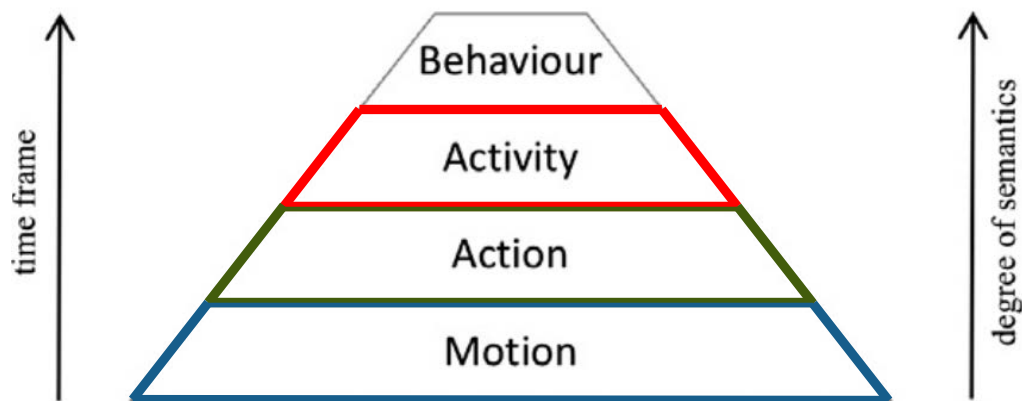 Behaviour
Activity
Action
Motion
time frame
degree of semantics